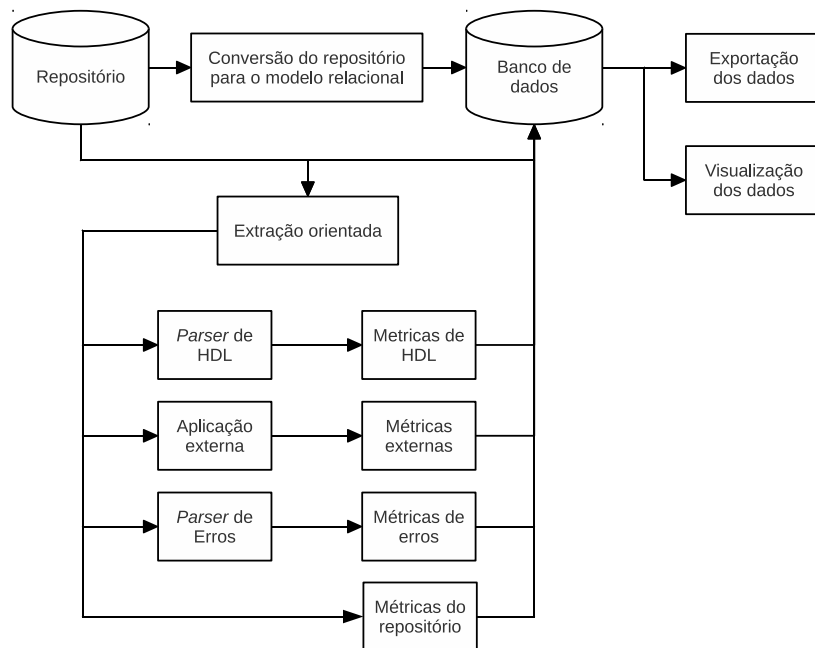 Repositório
Conversão do repositório
para o modelo relacional
Banco de
dados
Exportação
dos dados
Visualização
dos dados
Extração orientada
Parser de
HDL
Metricas de
HDL
Aplicação
externa
Métricas
externas
Parser de
Erros
Métricas de
erros
Métricas do
repositório